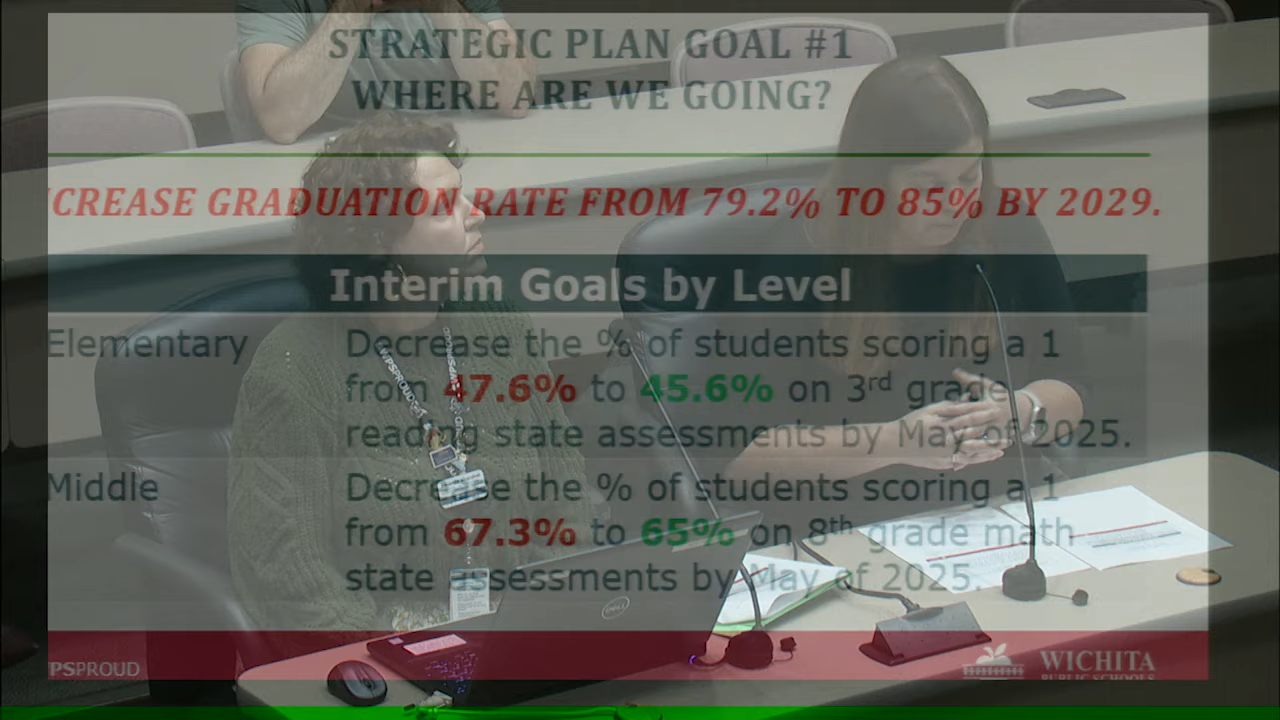 STRATEGIC PLAN GOAL #1
WHERE ARE WE GOING?
CREASE GRADUATION RATE FROM 79.2% TO 85% BY 2029.
Interim Goals by Level
Elementary
Decrease the % of students scoring a 1
from 47.6% to 45.6% on 3rd grade
reading state assessments by May of 2025.
Middle
Decrease the % of students scoring a 1
from 67.3% to 65% on 8th grade math
state assessments by May of 2025.
PSPROUD
WICHITA
PUBLIC SCHOOLS
WPSPROUD
WPSPROUD
DELL